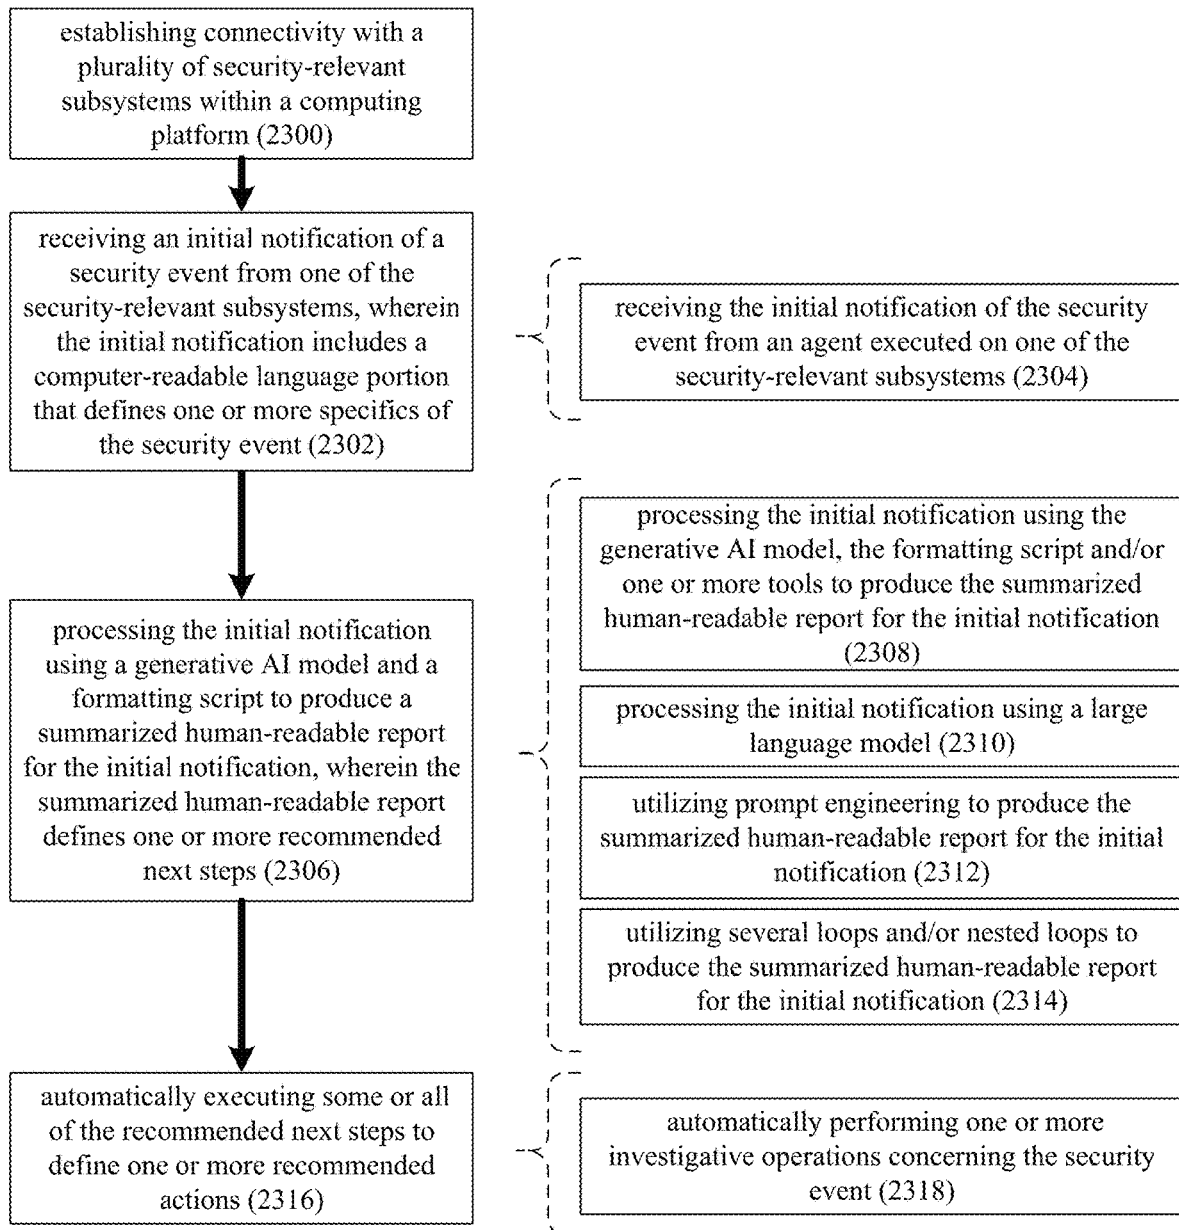 establishing connectivity with a
plurality of security-relevant
subsystems within a computing
platform (2300)
receiving an initial notification of a
security event from one of the
security-relevant subsystems, wherein
the initial notification includes a
computer-readable language portion
that defines one or more specifics of
the security event (2302)
receiving the initial notification of the security
event from an agent executed on one of the
security-relevant subsystems (2304)
processing the initial notification
using a generative AI model and a
formatting script to produce a
summarized human-readable report
for the initial notification, wherein the
summarized human-readable report
defines one or more recommended
next steps (2306)
processing the initial notification using the
generative AI model, the formatting script and/or
one or more tools to produce the summarized
human-readable report for the initial notification
(2308)
processing the initial notification using a large
language model (2310)
utilizing prompt engineering to produce the
summarized human-readable report for the initial
notification (2312)
utilizing several loops and/or nested loops to
produce the summarized human-readable report
for the initial notification (2314)
automatically executing some or all
of the recommended next steps to
define one or more recommended
actions (2316)
automatically performing one or more
investigative operations concerning the security
event (2318)